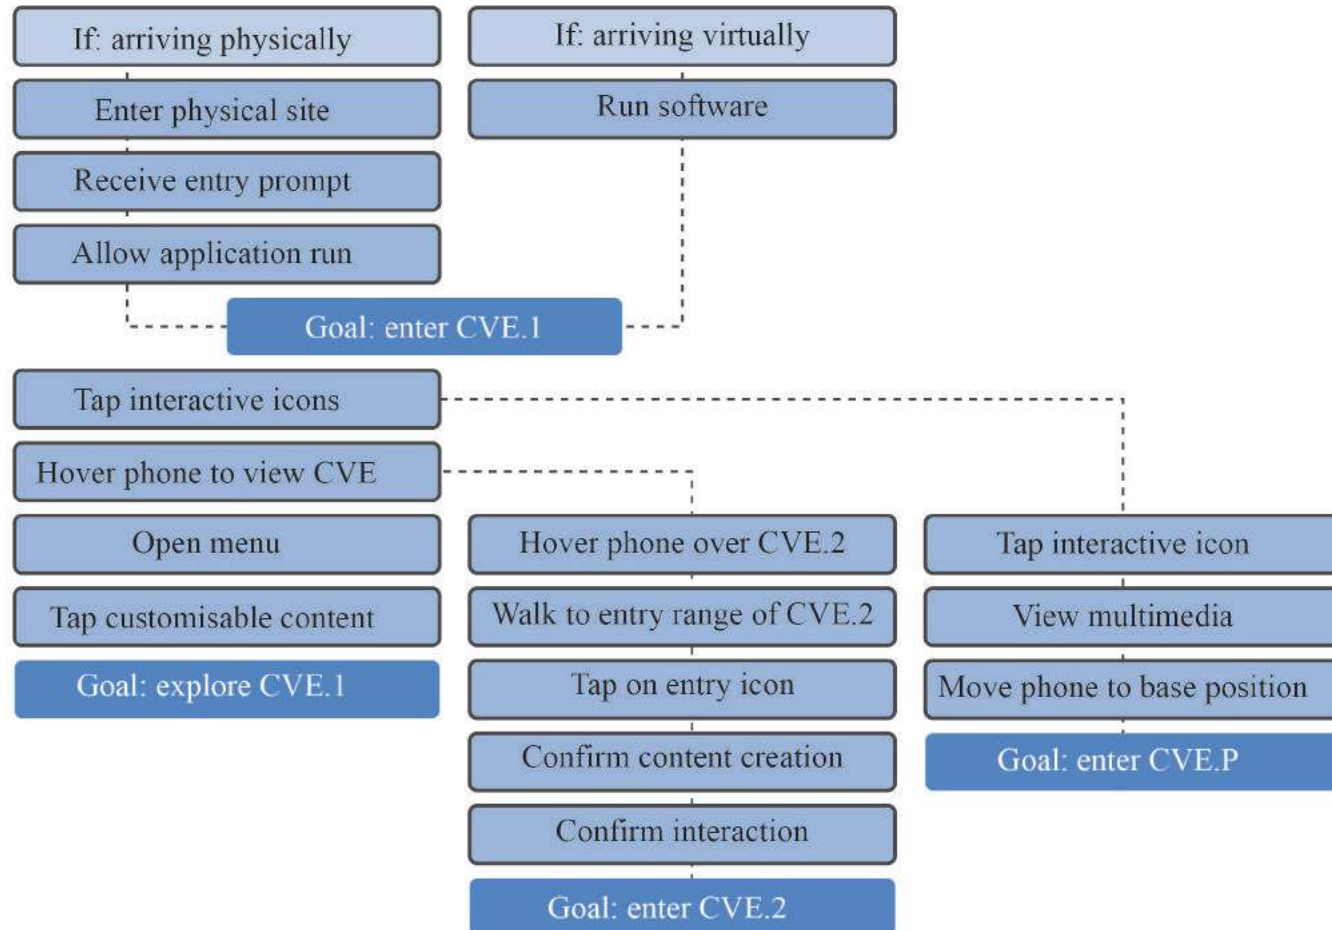 If: arriving physically
Enter physical site
Receive entry prompt
Allow application run
If: arriving virtually
Run software
Goal: enter CVE.1
Tap interactive icons
Hover phone to view CVE
Open menu
Tap customisable content
Goal: explore CVE.1
Hover phone over CVE.2
Walk to entry range of CVE.2
Tap on entry icon
Confirm content creation
Confirm interaction
Goal: enter CVE.2
Tap interactive icon
View multimedia
Move phone to base position
Goal: enter CVE.P